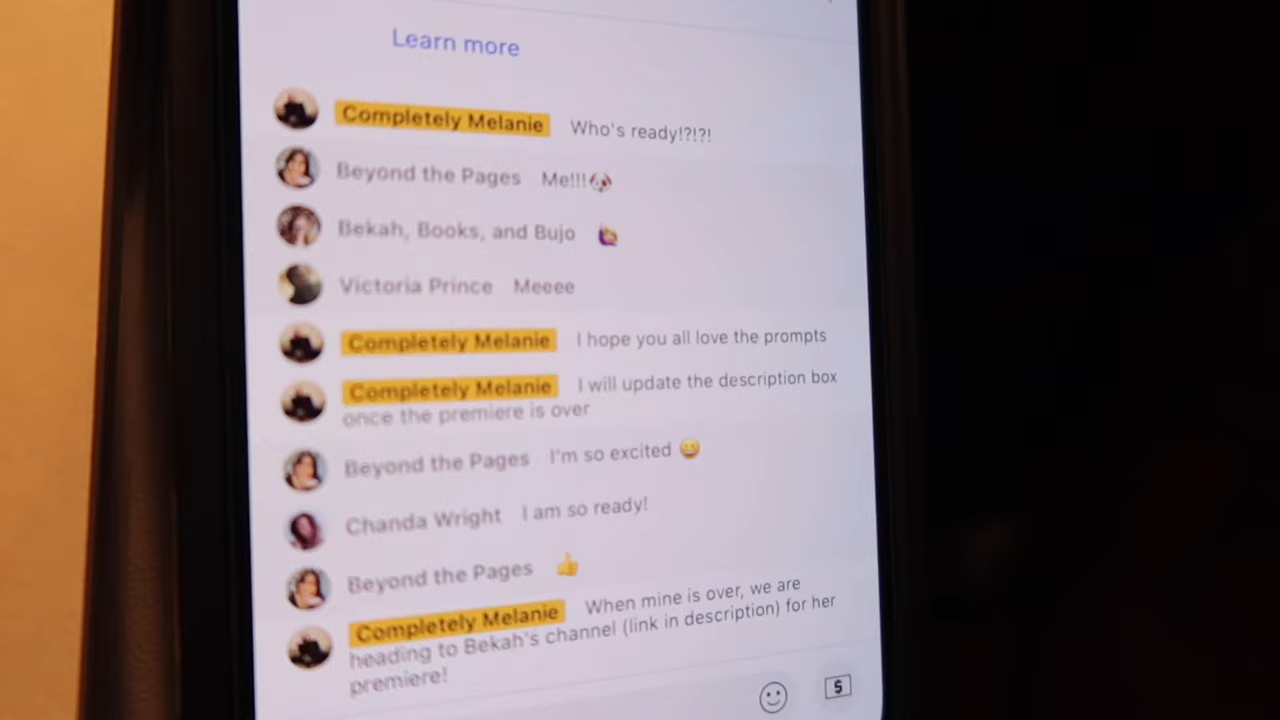 Learn more
Completely Melanie Who's ready!?!?!
Beyond the Pages Me!!!🐶
Bekah, Books, and Bujo 🙋
Victoria Prince Meeee
Completely Melanie I hope you all love the prompts
Completely Melanie I will update the description box
once the premiere is over
Beyond the Pages I'm so excited 😆
Chanda Wright I am so ready!
Beyond the Pages 👍
Completely Melanie When mine is over, we are
heading to Bekah's channel (link in description) for her
premiere!
$